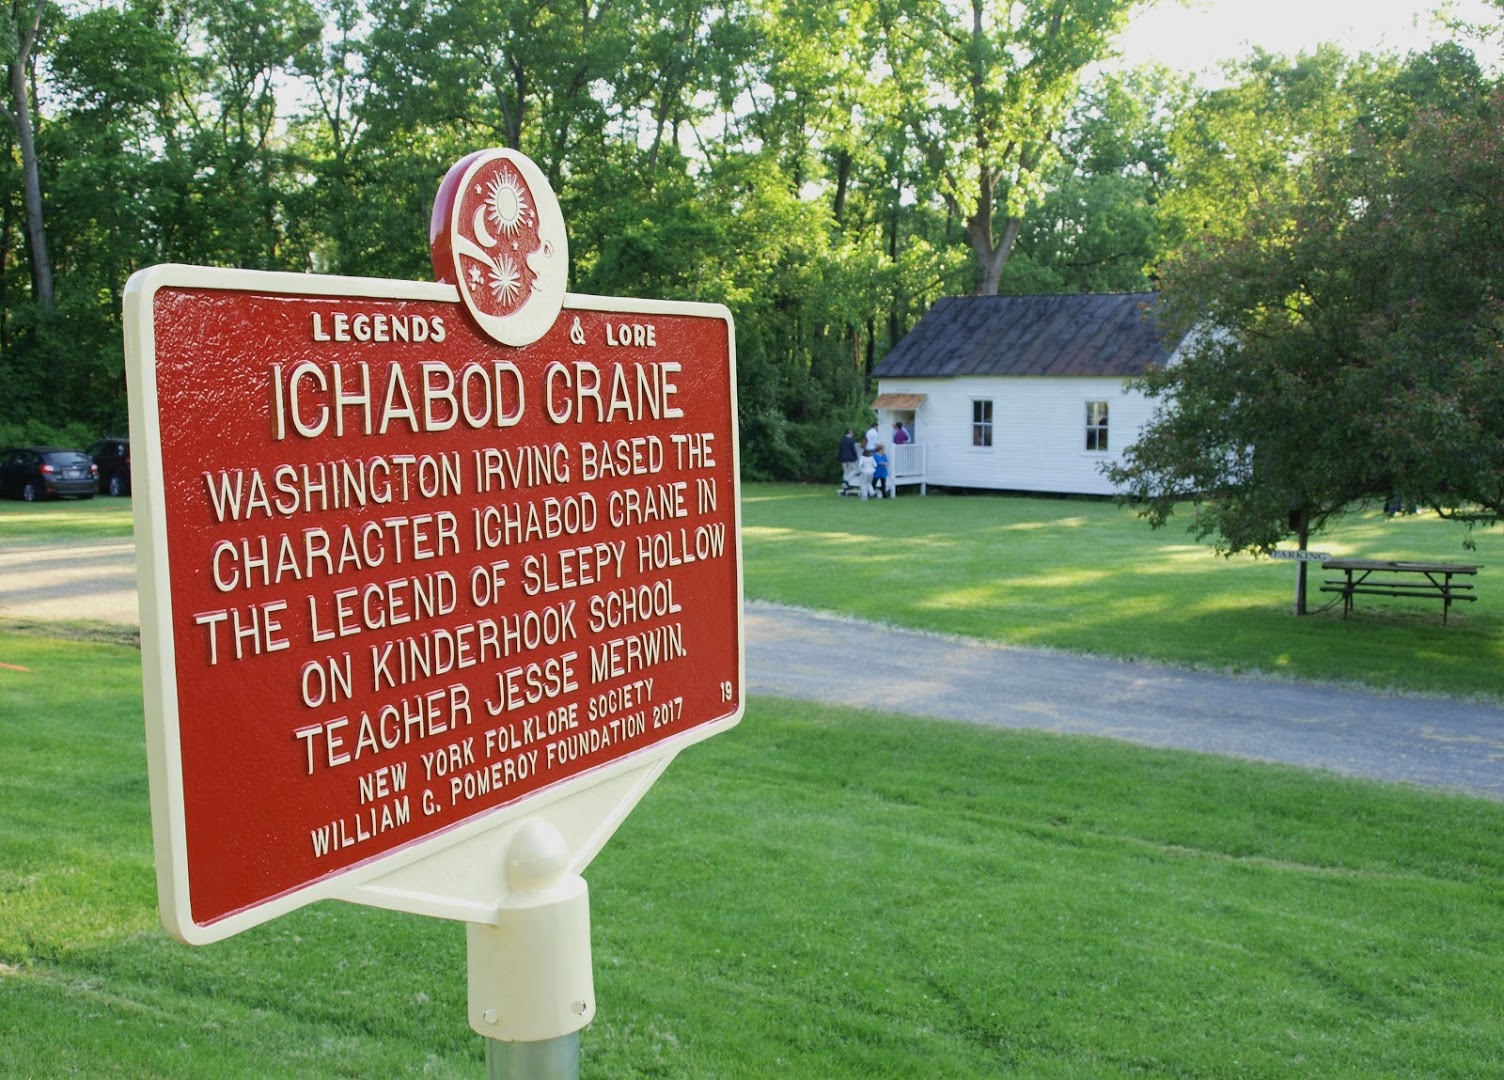 LEGENDS & LORE
ICHABOD CRANE
WASHINGTON IRVING BASED THE
CHARACTER ICHABOD CRANE IN
THE LEGEND OF SLEEPY HOLLOW
ON KINDERHOOK SCHOOL
TEACHER JESSE MERWIN.
NEW YORK FOLKLORE SOCIETY
WILLIAM G. POMEROY FOUNDATION 2017 19
PARKING